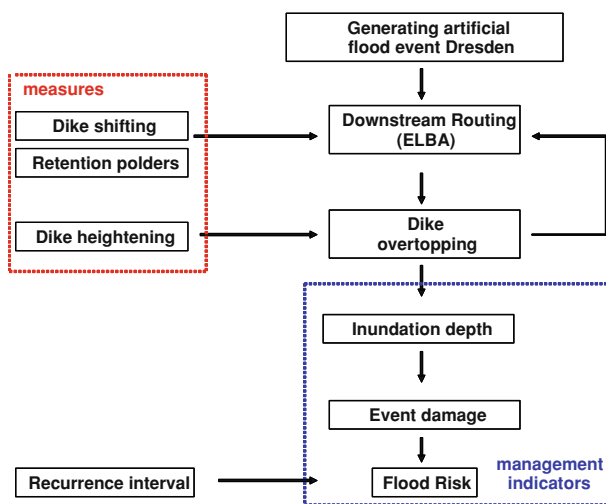 Generating artificial
flood event Dresden
measures
Dike shifting
Downstream Routing
(ELBA)
Retention polders
Dike heightening
Dike
overtopping
Inundation depth
Event damage
management
indicators
Recurrence interval
Flood Risk